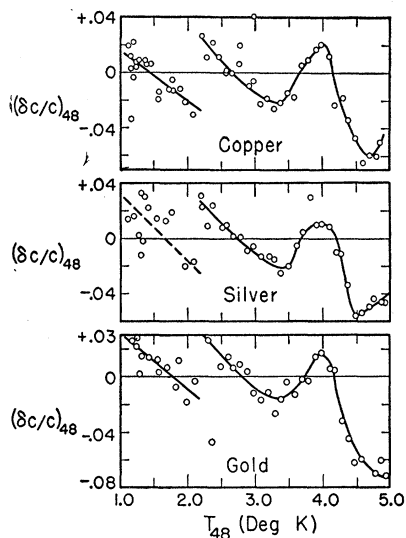 +.04
0
-.04
(δc/c)48
Copper
+.04
0
-.04
(δc/c)48
Silver
+.03
0
-.04
-.08
(δc/c)48
Gold
1.0 2.0 3.0 4.0 5.0
T48 (Deg K)